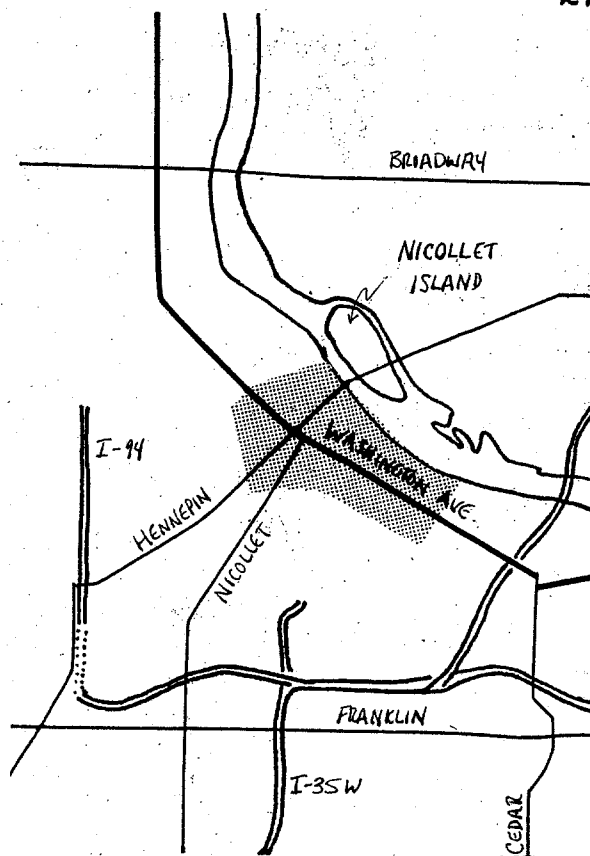 BROADWAY
NICOLLET
ISLAND
I-94
WASHINGTON AVE.
HENNEPIN
NICOLLET
FRANKLIN
I-35W
CEDAR